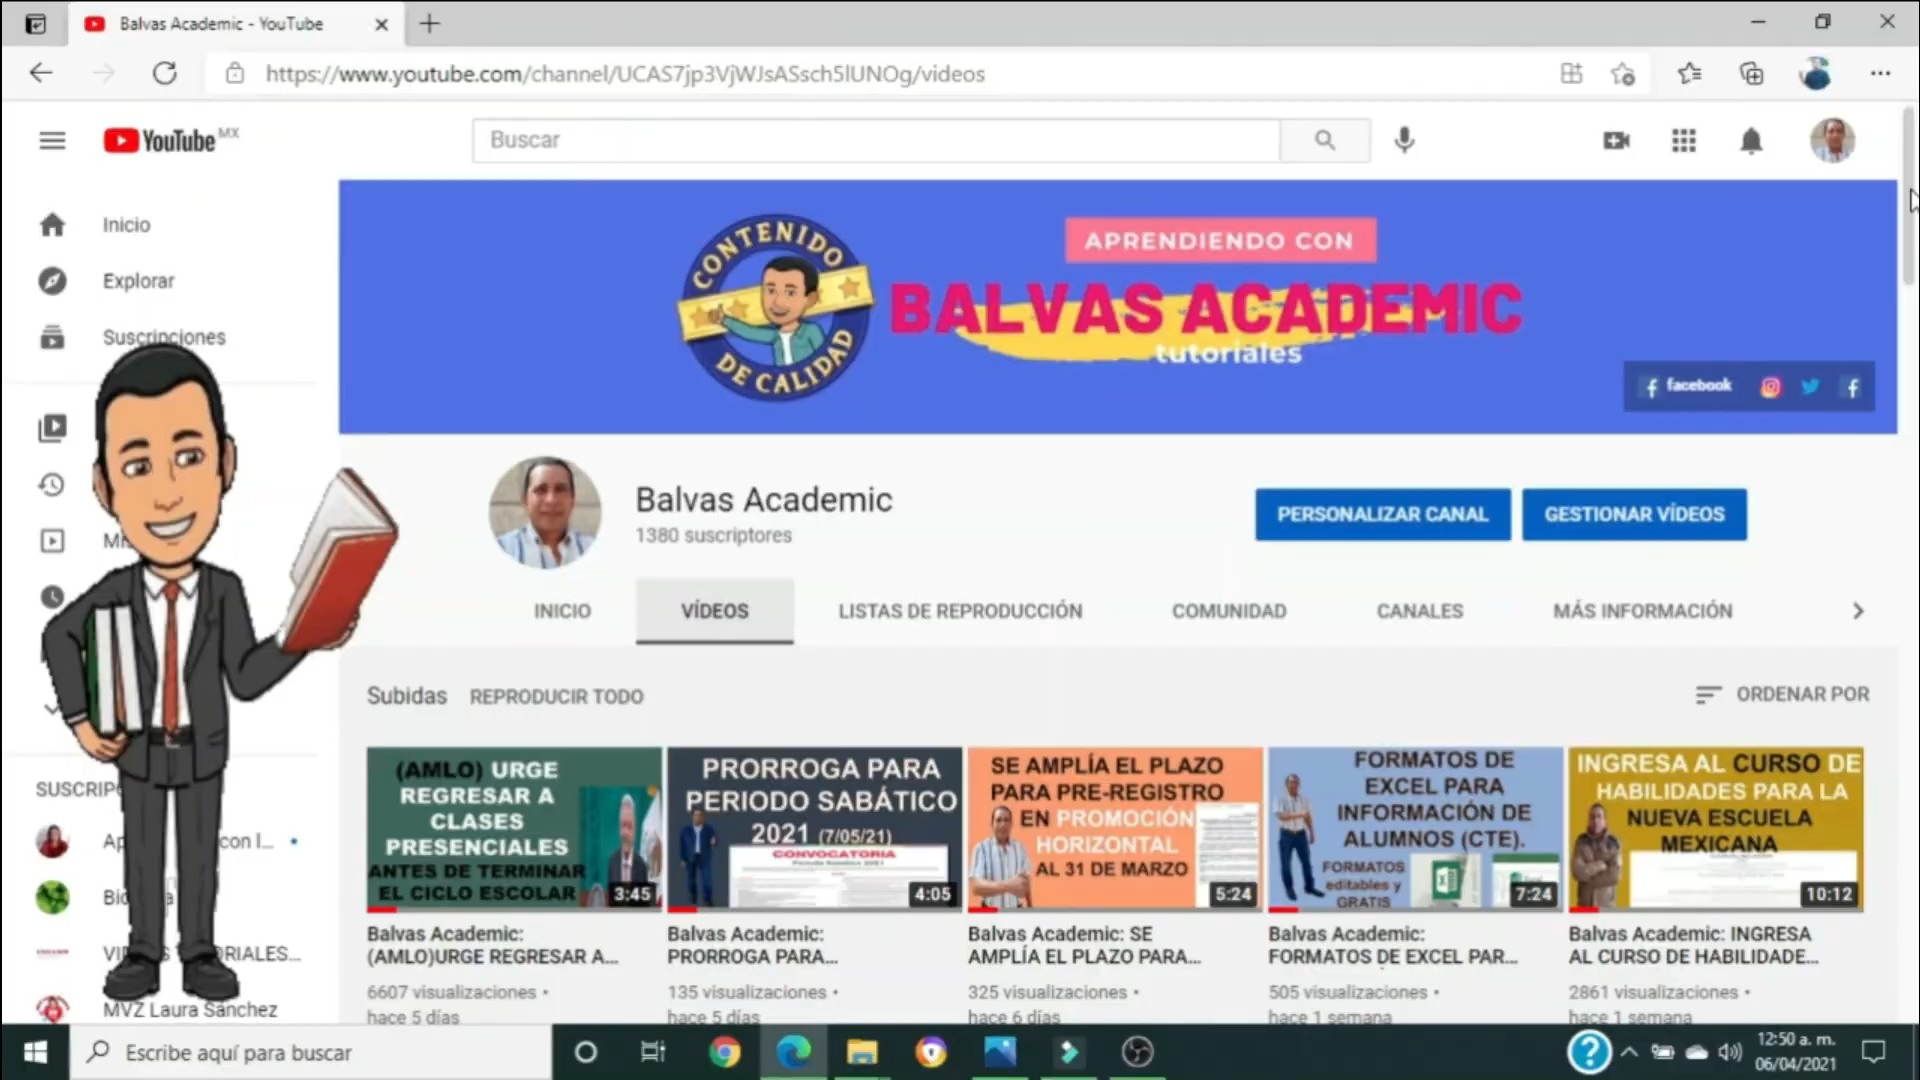 Balvas Academic - YouTube
https://www.youtube.com/channel/UCAS7jp3VjWJsASsch5lUNOg/videos
YouTube MX
Buscar
Inicio
Explorar
Suscripciones
CONTENIDO
DE CALIDAD
APRENDIENDO CON
BALVAS ACADEMIC
tutoriales
facebook
Balvas Academic
1380 suscriptores
PERSONALIZAR CANAL
GESTIONAR VÍDEOS
INICIO
VÍDEOS
LISTAS DE REPRODUCCIÓN
COMUNIDAD
CANALES
MÁS INFORMACIÓN
Subidas
REPRODUCIR TODO
ORDENAR POR
(AMLO) URGE
REGRESAR A
CLASES
PRESENCIALES
ANTES DE TERMINAR
EL CICLO ESCOLAR
3:45
PRORROGA PARA
PERIODO SABÁTICO
2021 (7/05/21)
CONVOCATORIA
4:05
SE AMPLÍA EL PLAZO
PARA PRE-REGISTRO
EN PROMOCIÓN
HORIZONTAL
AL 31 DE MARZO
5:24
FORMATOS DE
EXCEL PARA
INFORMACIÓN DE
ALUMNOS (CTE).
FORMATOS
editables y
GRATIS
7:24
INGRESA AL CURSO DE
HABILIDADES PARA LA
NUEVA ESCUELA
MEXICANA
10:12
Balvas Academic:
(AMLO)URGE REGRESAR A...
6607 visualizaciones •
hace 5 días
Balvas Academic:
PRORROGA PARA...
135 visualizaciones •
hace 5 días
Balvas Academic: SE
AMPLÍA EL PLAZO PARA...
325 visualizaciones •
hace 6 días
Balvas Academic:
FORMATOS DE EXCEL PAR...
505 visualizaciones •
hace 1 semana
Balvas Academic: INGRESA
AL CURSO DE HABILIDADE...
2861 visualizaciones •
hace 1 semana
SUSCRIP
con l...
RIALES...
MVZ Laura Sánchez
Escribe aquí para buscar
12:50 a. m.
06/04/2021